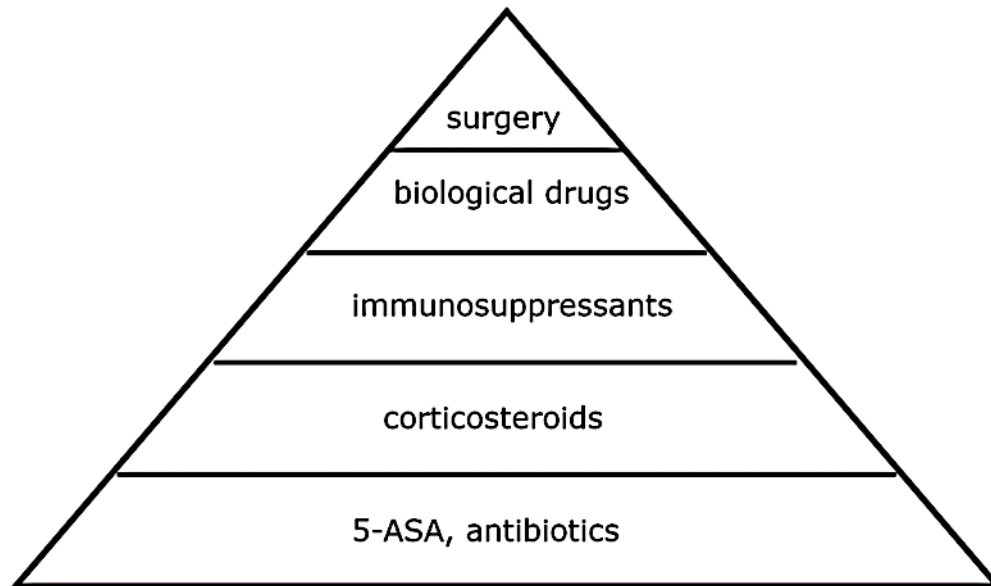 surgery
biological drugs
immunosuppressants
corticosteroids
5-ASA, antibiotics